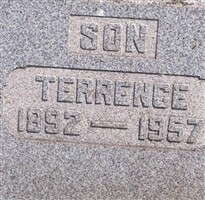 SON
TERRENCE
1892 — 1957